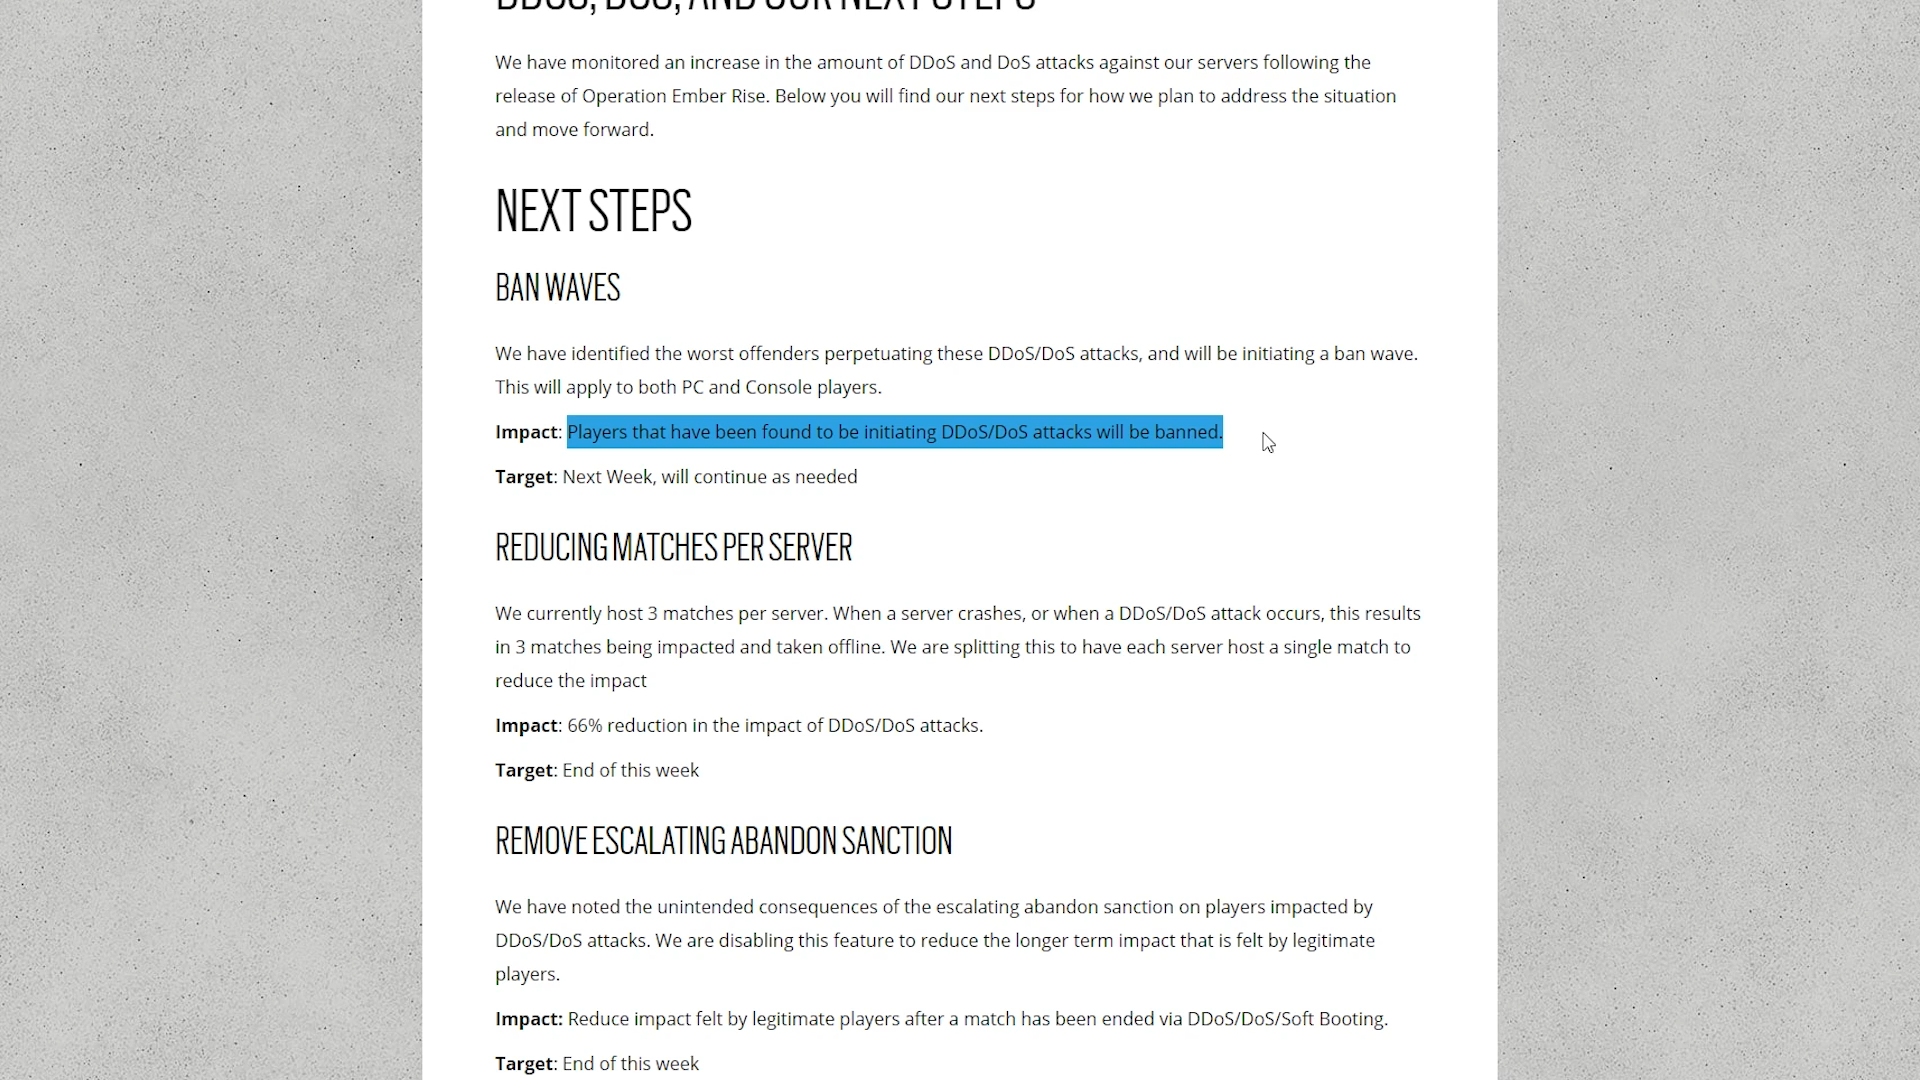 DDOS, DOS, AND OUR NEXT STEPS
We have monitored an increase in the amount of DDoS and DoS attacks against our servers following the
release of Operation Ember Rise. Below you will find our next steps for how we plan to address the situation
and move forward.
NEXT STEPS
BAN WAVES
We have identified the worst offenders perpetuating these DDoS/DoS attacks, and will be initiating a ban wave.
This will apply to both PC and Console players.
Impact: Players that have been found to be initiating DDoS/DoS attacks will be banned.
Target: Next Week, will continue as needed
REDUCING MATCHES PER SERVER
We currently host 3 matches per server. When a server crashes, or when a DDoS/DoS attack occurs, this results
in 3 matches being impacted and taken offline. We are splitting this to have each server host a single match to
reduce the impact
Impact: 66% reduction in the impact of DDoS/DoS attacks.
Target: End of this week
REMOVE ESCALATING ABANDON SANCTION
We have noted the unintended consequences of the escalating abandon sanction on players impacted by
DDoS/DoS attacks. We are disabling this feature to reduce the longer term impact that is felt by legitimate
players.
Impact: Reduce impact felt by legitimate players after a match has been ended via DDoS/DoS/Soft Booting.
Target: End of this week